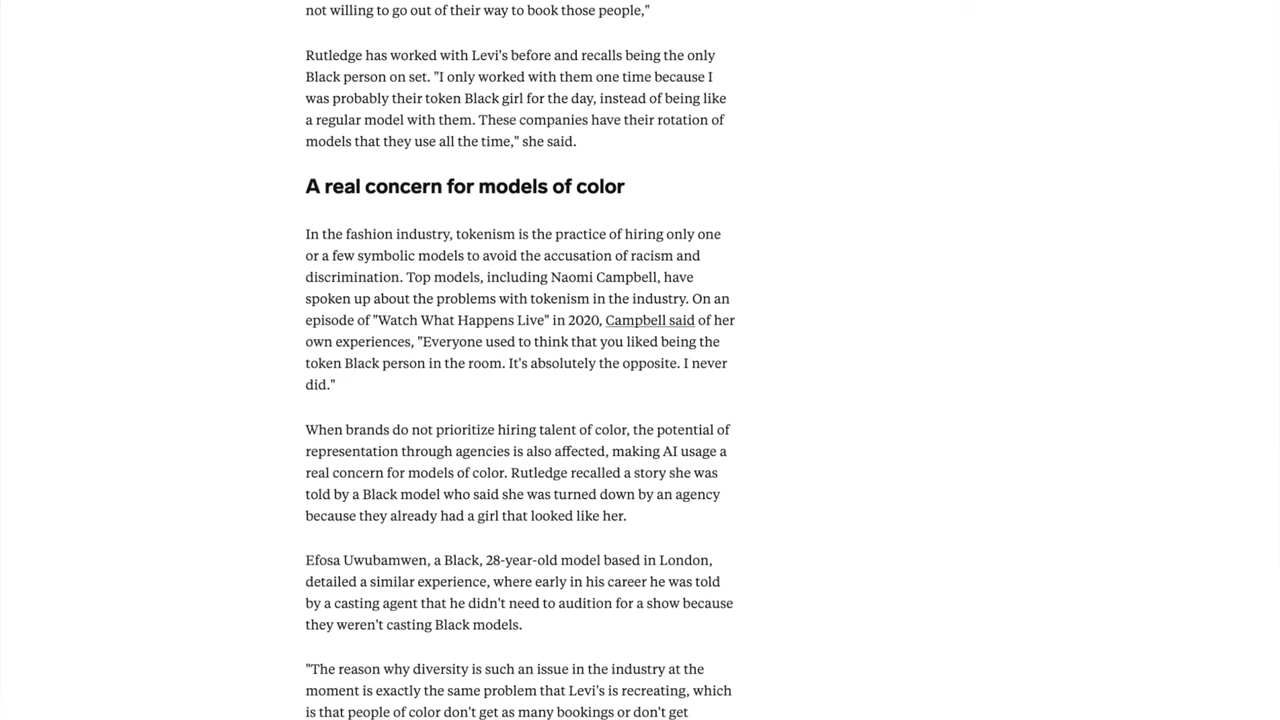 not willing to go out of their way to book those people,"
Rutledge has worked with Levi's before and recalls being the only
Black person on set. "I only worked with them one time because I
was probably their token Black girl for the day, instead of being like
a regular model with them. These companies have their rotation of
models that they use all the time," she said.
A real concern for models of color
In the fashion industry, tokenism is the practice of hiring only one
or a few symbolic models to avoid the accusation of racism and
discrimination. Top models, including Naomi Campbell, have
spoken up about the problems with tokenism in the industry. On an
episode of "Watch What Happens Live" in 2020, Campbell said of her
own experiences, "Everyone used to think that you liked being the
token Black person in the room. It's absolutely the opposite. I never
did."
When brands do not prioritize hiring talent of color, the potential of
representation through agencies is also affected, making AI usage a
real concern for models of color. Rutledge recalled a story she was
told by a Black model who said she was turned down by an agency
because they already had a girl that looked like her.
Efosa Uwubamwen, a Black, 28-year-old model based in London,
detailed a similar experience, where early in his career he was told
by a casting agent that he didn't need to audition for a show because
they weren't casting Black models.
"The reason why diversity is such an issue in the industry at the
moment is exactly the same problem that Levi's is recreating, which
is that people of color don't get as many bookings or don't get